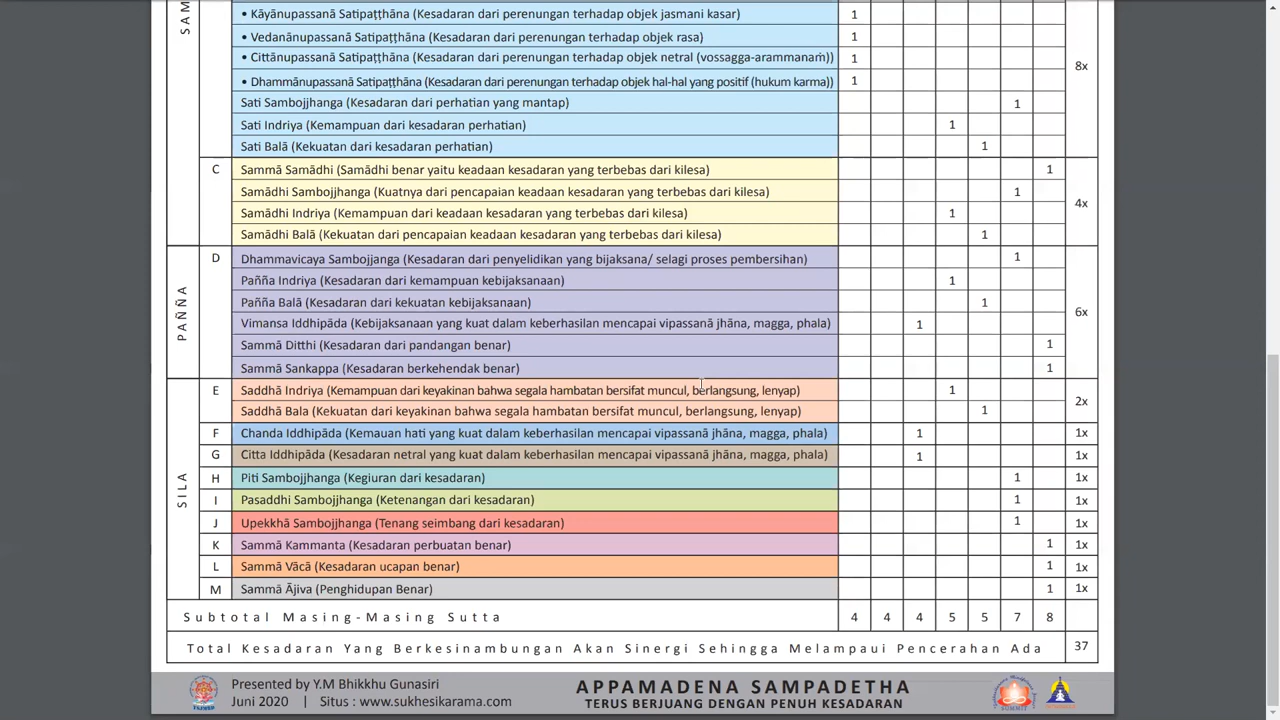 SAM
• Kāyānupassanā Satipaṭṭhāna (Kesadaran dari perenungan terhadap objek jasmani kasar) 1
• Vedanānupassanā Satipaṭṭhāna (Kesadaran dari perenungan terhadap objek rasa) 1
• Cittānupassanā Satipaṭṭhāna (Kesadaran dari perenungan terhadap objek netral (vossagga-arammanaṁ)) 1
8x
• Dhammānupassanā Satipaṭṭhāna (Kesadaran dari perenungan terhadap objek hal-hal yang positif (hukum karma)) 1
Sati Sambojjhanga (Kesadaran dari perhatian yang mantap) 1
Sati Indriya (Kemampuan dari kesadaran perhatian) 1
Sati Balā (Kekuatan dari kesadaran perhatian) 1
C Sammā Samādhi (Samādhi benar yaitu keadaan kesadaran yang terbebas dari kilesa) 1
Samādhi Sambojjhanga (Kuatnya dari pencapaian keadaan kesadaran yang terbebas dari kilesa) 1
4x
Samādhi Indriya (Kemampuan dari keadaan kesadaran yang terbebas dari kilesa) 1
Samādhi Balā (Kekuatan dari pencapaian keadaan kesadaran yang terbebas dari kilesa) 1
PAÑÑA
D Dhammavicaya Sambojjanga (Kesadaran dari penyelidikan yang bijaksana/ selagi proses pembersihan) 1
Pañña Indriya (Kesadaran dari kemampuan kebijaksanaan) 1
Pañña Balā (Kesadaran dari kekuatan kebijaksanaan) 1
6x
Vimansa Iddhipāda (Kebijaksanaan yang kuat dalam keberhasilan mencapai vipassanā jhāna, magga, phala) 1
Sammā Ditthi (Kesadaran dari pandangan benar) 1
Sammā Sankappa (Kesadaran berkehendak benar) 1
SILA
E Saddhā Indriya (Kemampuan dari keyakinan bahwa segala hambatan bersifat muncul, berlangsung, lenyap) 1
2x
Saddhā Bala (Kekuatan dari keyakinan bahwa segala hambatan bersifat muncul, berlangsung, lenyap) 1
F Chanda Iddhipāda (Kemauan hati yang kuat dalam keberhasilan mencapai vipassanā jhāna, magga, phala) 1 1x
G Citta Iddhipāda (Kesadaran netral yang kuat dalam keberhasilan mencapai vipassanā jhāna, magga, phala) 1 1x
H Piti Sambojjhanga (Kegiuran dari kesadaran) 1 1x
I Pasaddhi Sambojjhanga (Ketenangan dari kesadaran) 1 1x
J Upekkhā Sambojjhanga (Tenang seimbang dari kesadaran) 1 1x
K Sammā Kammanta (Kesadaran perbuatan benar) 1 1x
L Sammā Vācā (Kesadaran ucapan benar) 1 1x
M Sammā Ājiva (Penghidupan Benar) 1 1x
Subtotal Masing-Masing Sutta 4 4 4 5 5 7 8
Total Kesadaran Yang Berkesinambungan Akan Sinergi Sehingga Melampaui Pencerahan Ada 37
Presented by Y.M Bhikkhu Gunasiri
Juni 2020 | Situs : www.sukhesikarama.com
APPAMADENA SAMPADETHA
TERUS BERJUANG DENGAN PENUH KESADARAN